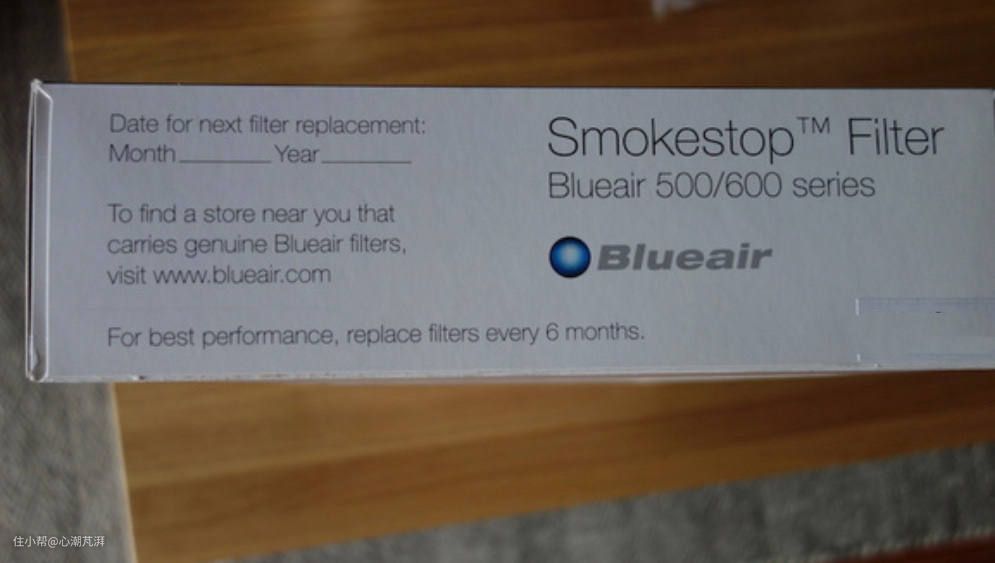 Date for next filter replacement:
Month_______ Year_______
To find a store near you that
carries genuine Blueair filters,
visit www.blueair.com
For best performance, replace filters every 6 months.
Smokestop™ Filter
Blueair 500/600 series
Blueair
住小帮@心潮芃湃